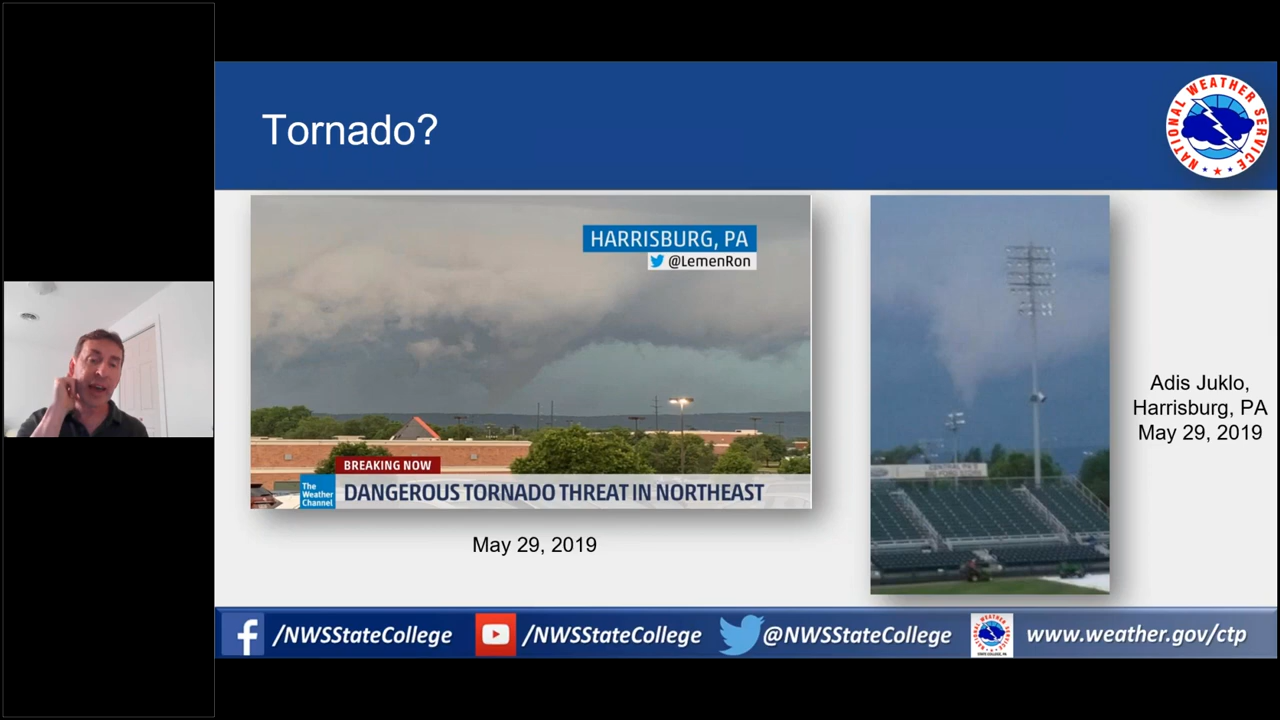 Tornado?
NATIONAL WEATHER SERVICE
HARRISBURG, PA
@LemenRon
BREAKING NOW
The
Weather
Channel
DANGEROUS TORNADO THREAT IN NORTHEAST
May 29, 2019
Adis Juklo,
Harrisburg, PA
May 29, 2019
/NWSStateCollege
/NWSStateCollege
@NWSStateCollege
www.weather.gov/ctp